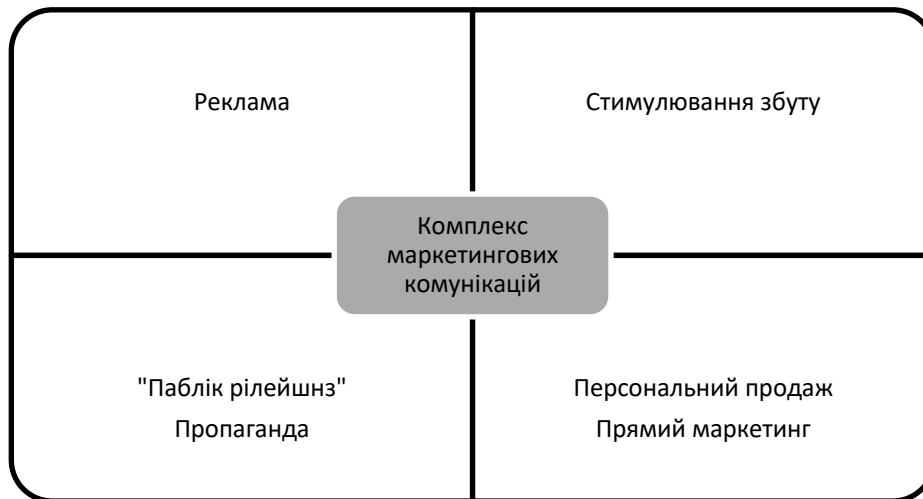 Реклама
Стимулювання збуту
Комплекс
маркетингових
комунікацій
"Паблік рілейшнз"
Пропаганда
Персональний продаж
Прямий маркетинг